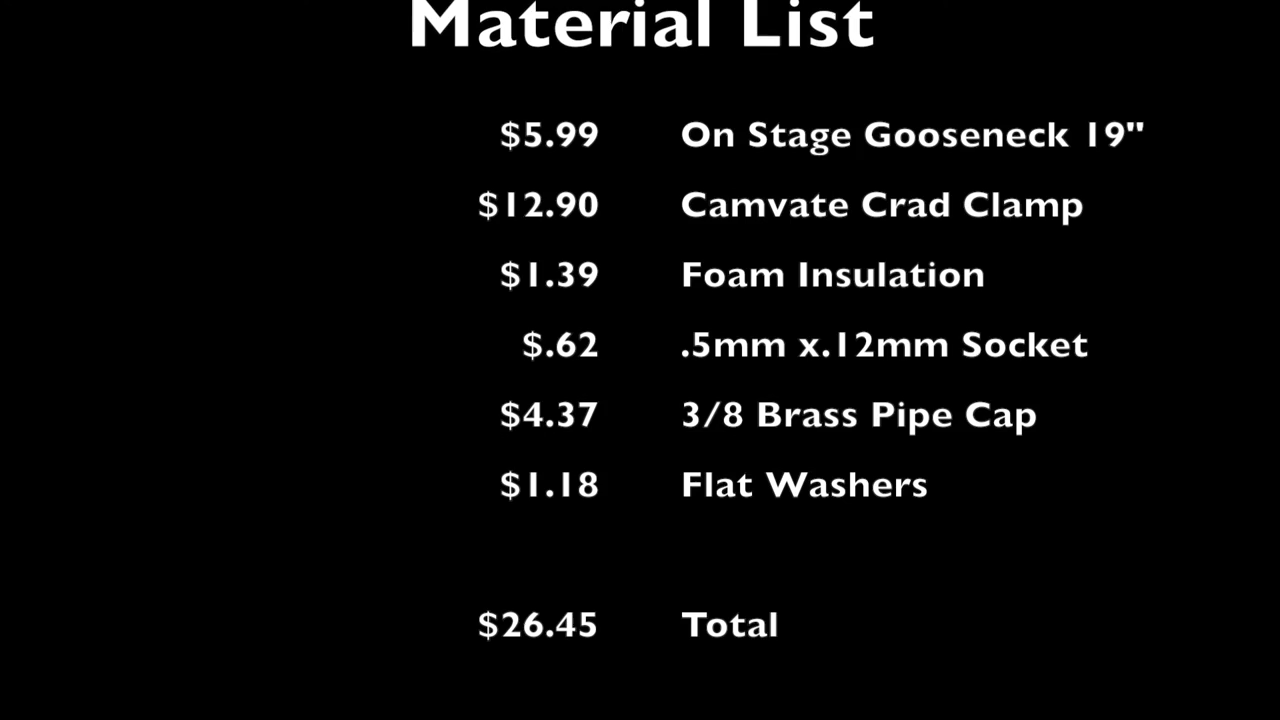 Material List
$5.99 On Stage Gooseneck 19"
$12.90 Camvate Crad Clamp
$1.39 Foam Insulation
$.62 .5mm x.12mm Socket
$4.37 3/8 Brass Pipe Cap
$1.18 Flat Washers
$26.45 Total